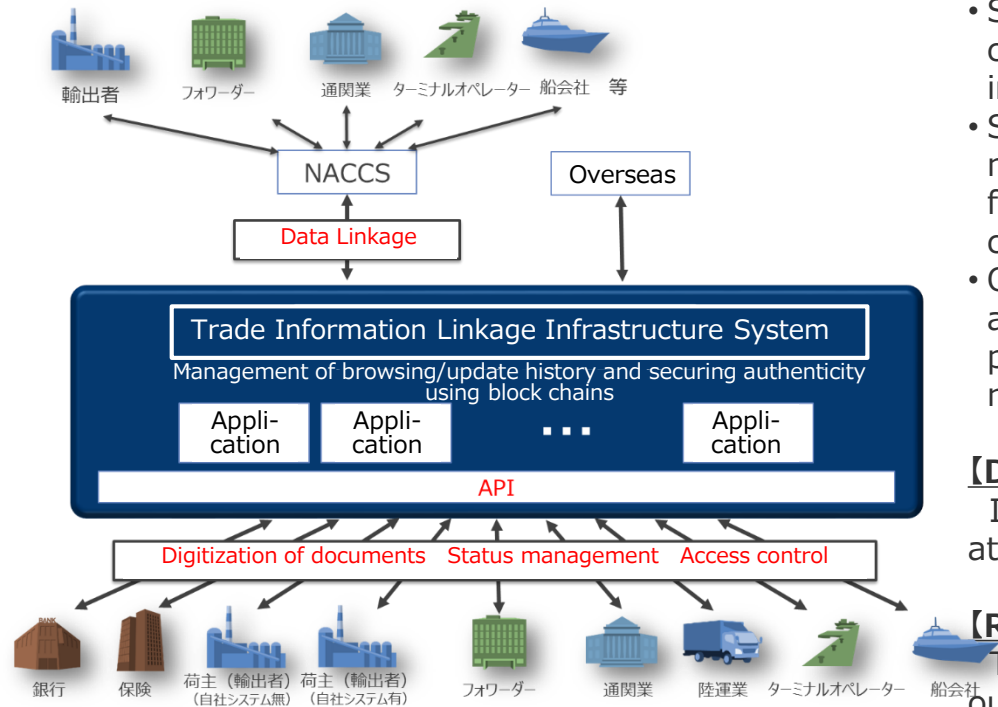 輸出者
フォワーダー
通関業
ターミナルオペレーター
船会社 等
NACCS
Overseas
Data Linkage
Trade Information Linkage Infrastructure System
Management of browsing/update history and securing authenticity
using block chains
Appli-
cation
Appli-
cation
...
Appli-
cation
API
Digitization of documents Status management Access control
BANK
銀行
保険
荷主（輸出者）
（自社システム無）
荷主（輸出者）
（自社システム有）
フォワーダー
通関業
陸運業
ターミナルオペレーター
船会社
• S
• S
f
• C
a
p
【D
I
at
【R
ou